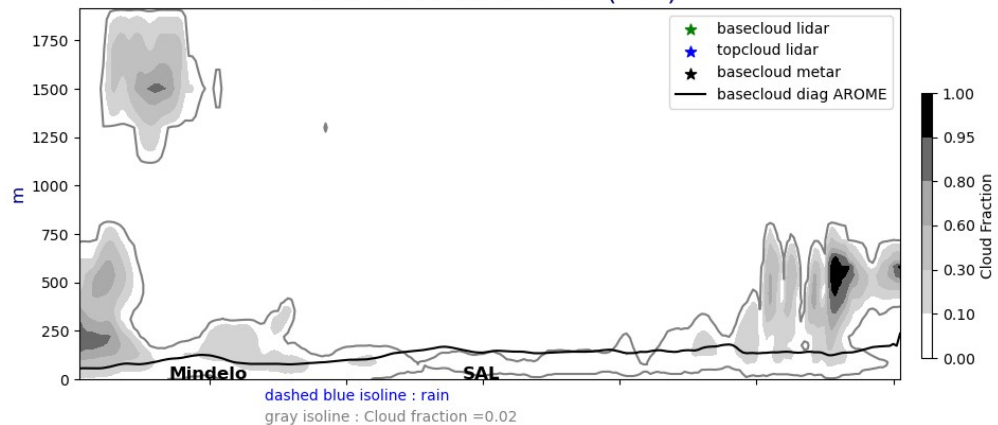 basecloud lidar
topcloud lidar
basecloud metar
basecloud diag AROME
m
1750
1500
1250
1000
750
500
250
0
Mindelo
SAL
1.00
0.95
0.80
0.60
0.30
0.10
0.00
Cloud Fraction
dashed blue isoline : rain
gray isoline : Cloud fraction =0.02